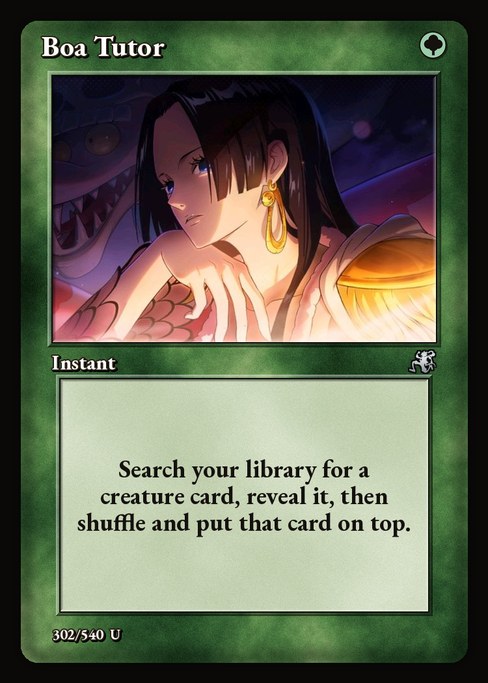 Boa Tutor
Instant
Search your library for a
creature card, reveal it, then
shuffle and put that card on top.
302/540 U